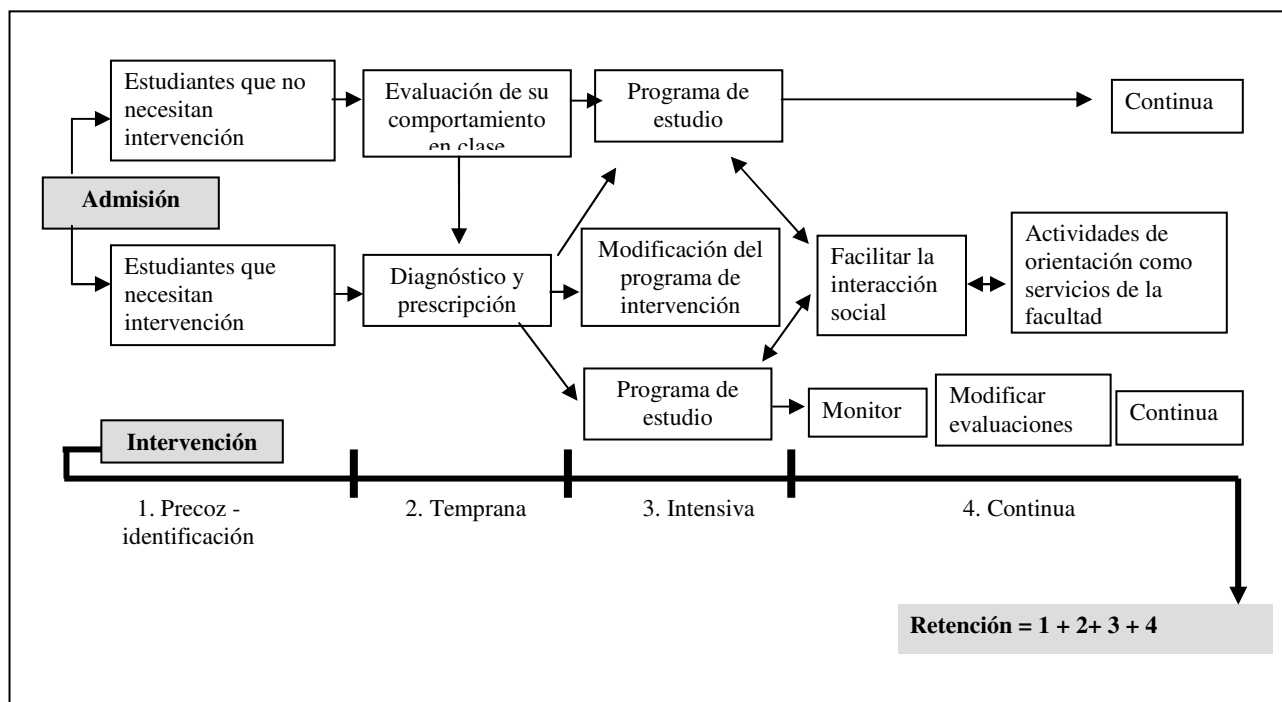 Estudiantes que no
necesitan
intervención
Evaluación de su
comportamiento
en clase
Programa de
estudio
Continua
Admisión
Estudiantes que
necesitan
intervención
Diagnóstico y
prescripción
Modificación del
programa de
intervención
Facilitar la
interacción
social
Actividades de
orientación como
servicios de la
facultad
Programa de
estudio
Monitor
Modificar
evaluaciones
Continua
Intervención
1. Precoz -
identificación
2. Temprana
3. Intensiva
4. Continua
Retención = 1 + 2+ 3 + 4